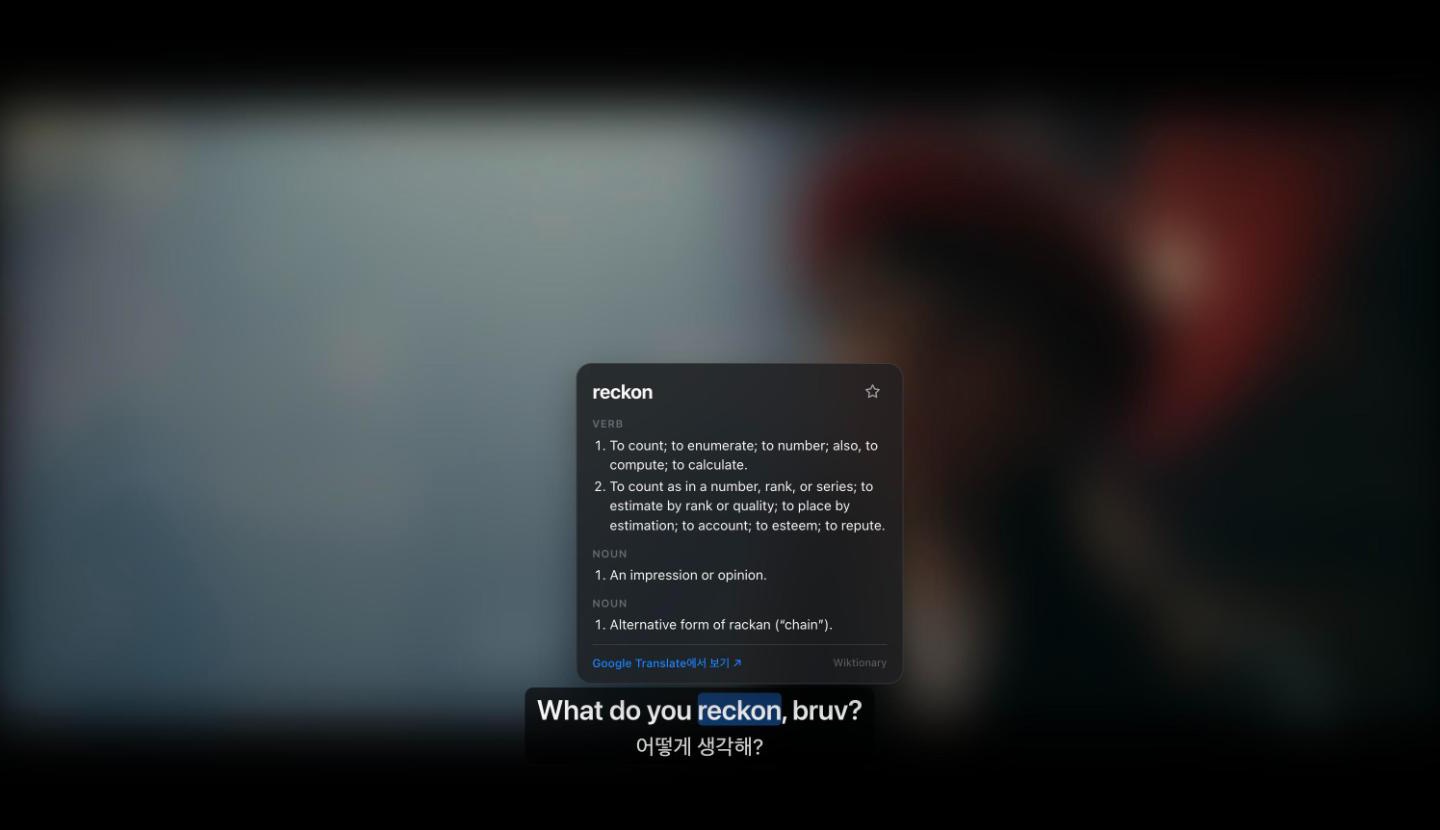 reckon
VERB
1. To count; to enumerate; to number; also, to
compute; to calculate.
2. To count as in a number, rank, or series; to
estimate by rank or quality; to place by
estimation; to account; to esteem; to repute.
NOUN
1. An impression or opinion.
NOUN
1. Alternative form of rackan (“chain”).
Google Translate에서 보기 ↗ Wiktionary
What do you reckon, bruv?
어떻게 생각해?